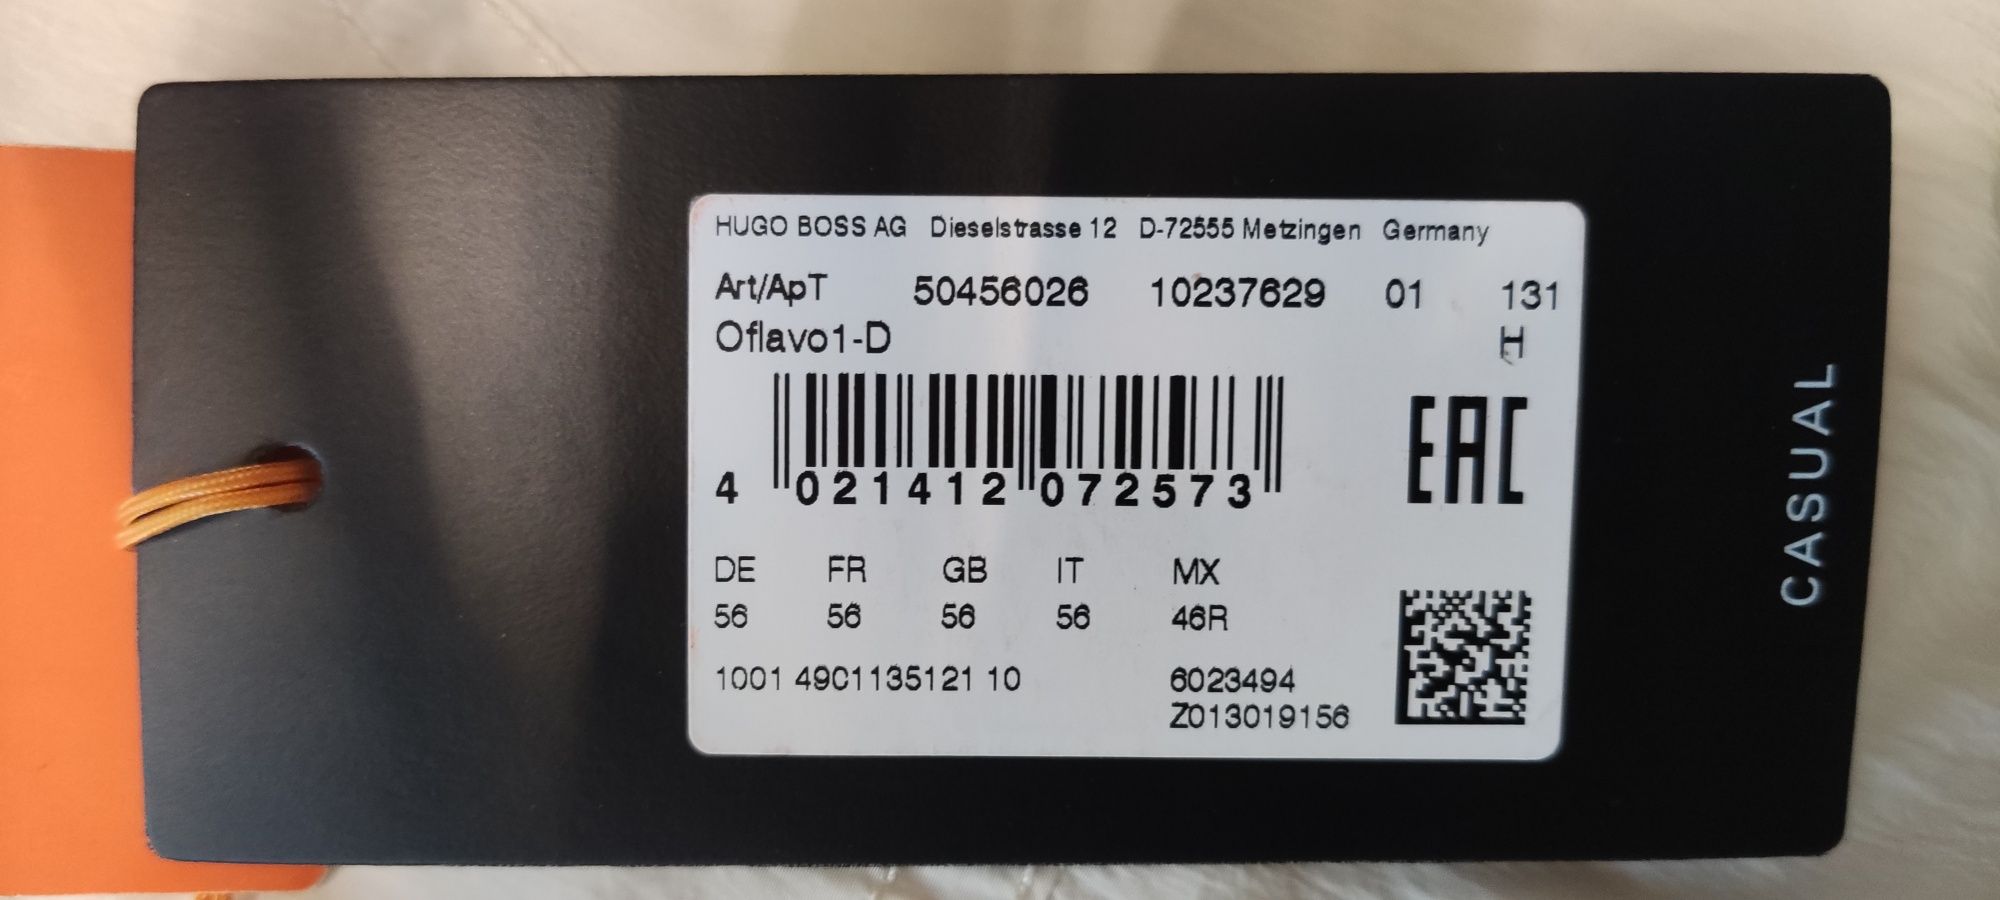 HUGO BOSS AG Dieselstrasse 12 D-72555 Metzingen Germany
Art/ApT 50456026 10237629 01 131
Oflavo1-D H
4 021412 072573
EAC
DE FR GB IT MX
56 56 56 56 46R
1001 4901135121 10 6023494
Z013019156
CASUAL